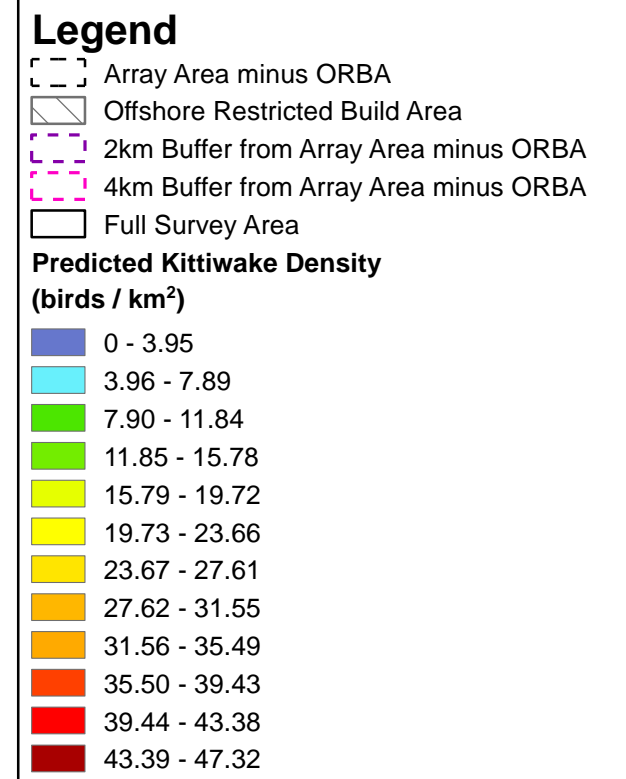 Legend
Array Area minus ORBA
Offshore Restricted Build Area
2km Buffer from Array Area minus ORBA
4km Buffer from Array Area minus ORBA
Full Survey Area
Predicted Kittiwake Density
(birds / km²)
0 - 3.95
3.96 - 7.89
7.90 - 11.84
11.85 - 15.78
15.79 - 19.72
19.73 - 23.66
23.67 - 27.61
27.62 - 31.55
31.56 - 35.49
35.50 - 39.43
39.44 - 43.38
43.39 - 47.32